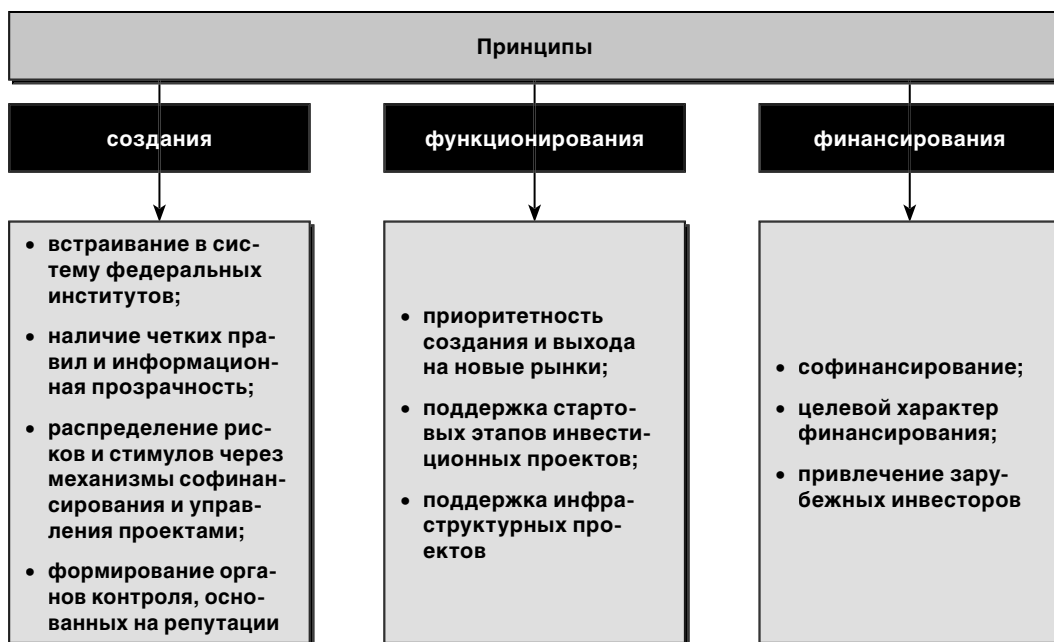 Принципы
создания
функционирования
финансирования
• встраивание в сис-
тему федеральных
институтов;
• наличие четких пра-
вил и информацион-
ная прозрачность;
• распределение рис-
ков и стимулов через
механизмы софинан-
сирования и управ-
ления проектами;
• формирование орга-
нов контроля, осно-
ванных на репутации
• приоритетность
создания и выхода
на новые рынки;
• поддержка старто-
вых этапов инвести-
ционных проектов;
• поддержка инфра-
структурных про-
ектов
• софинансирование;
• целевой характер
финансирования;
• привлечение зару-
бежных инвесторов